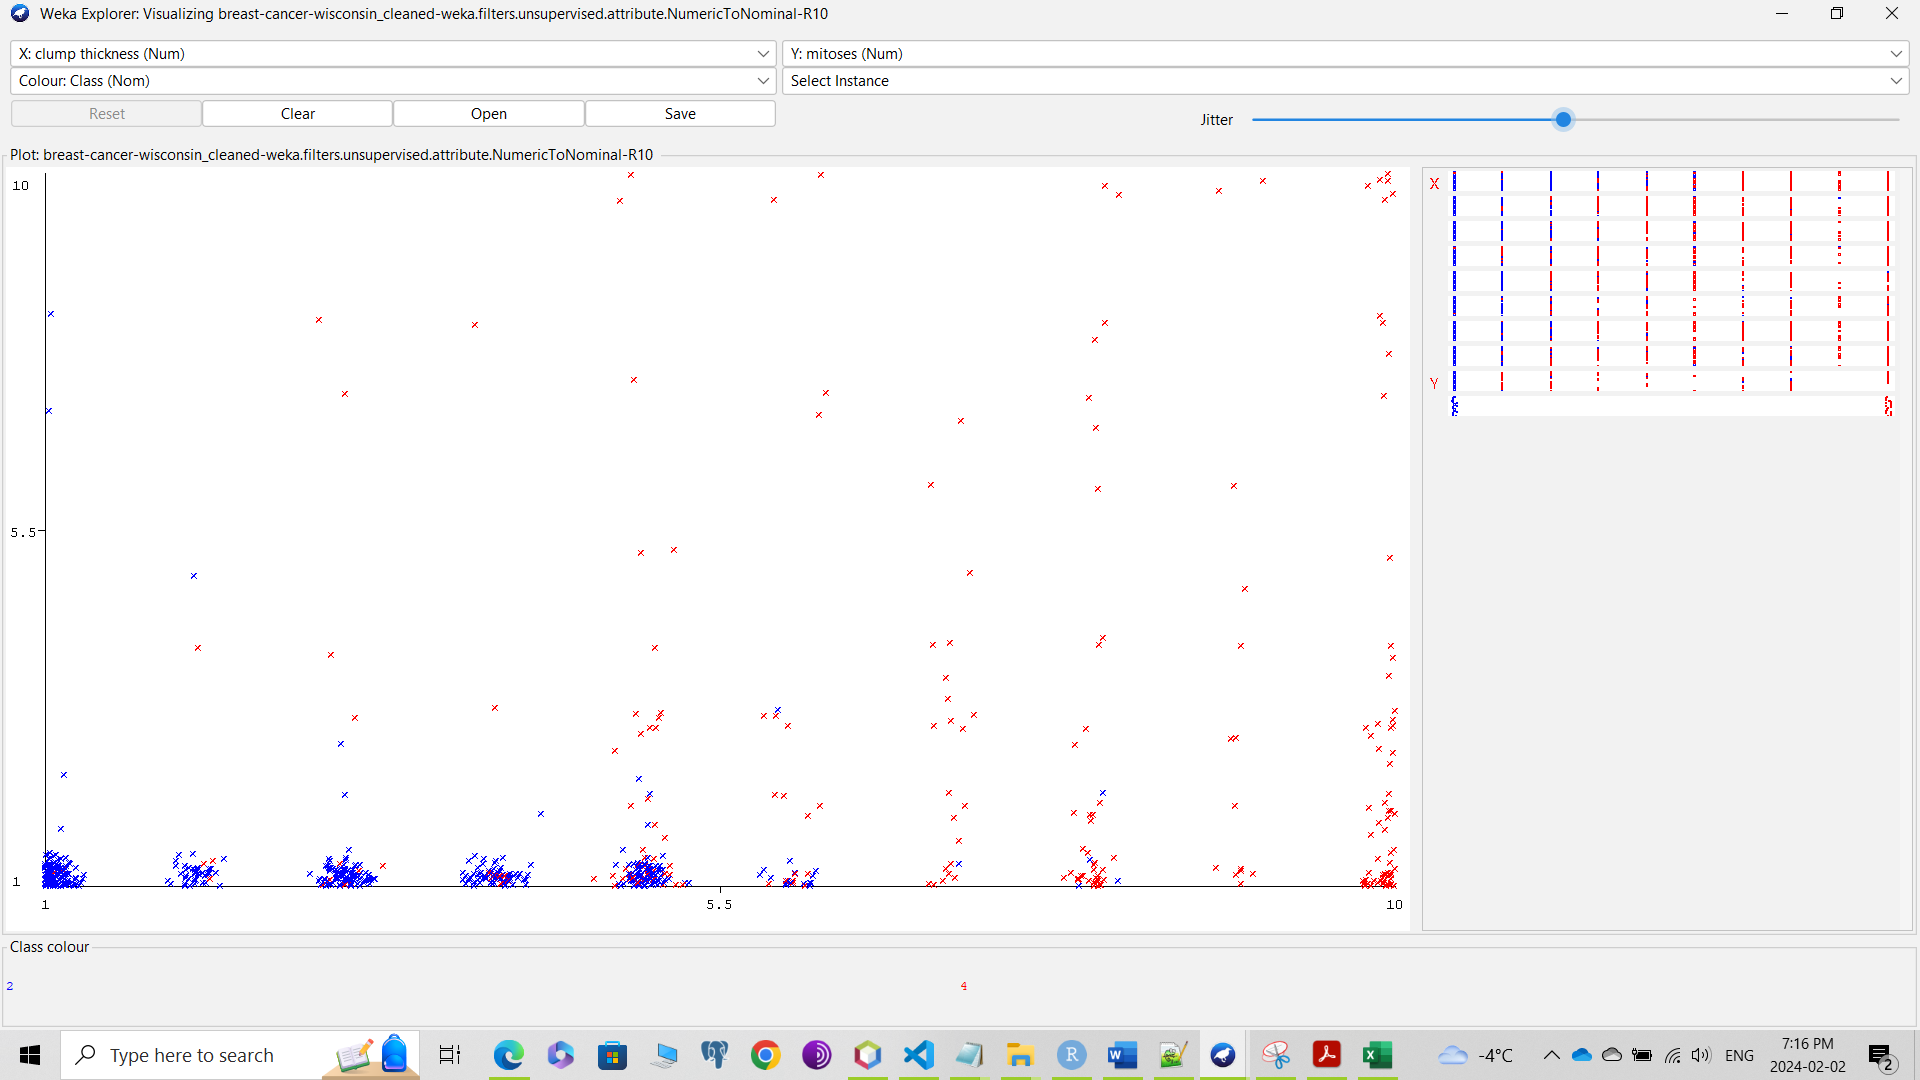 Weka Explorer: Visualizing breast-cancer-wisconsin_cleaned-weka.filters.unsupervised.attribute.NumericToNominal-R10
X: clump thickness (Num)
Y: mitoses (Num)
Colour: Class (Nom)
Select Instance
Reset
Clear
Open
Save
Jitter
Plot: breast-cancer-wisconsin_cleaned-weka.filters.unsupervised.attribute.NumericToNominal-R10
10
5.5
1
1
5.5
10
X
Y
Class colour
2
4
Type here to search
R
W
X
-4°C
ENG
7:16 PM
2024-02-02
2